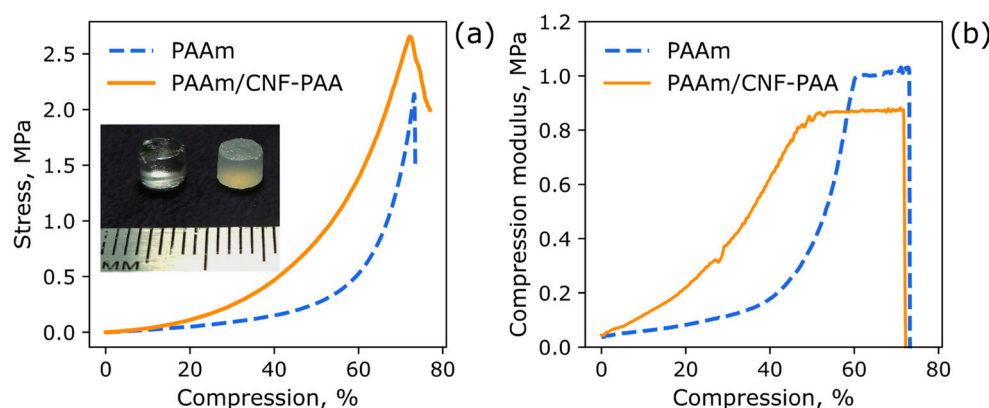 (a)
Stress, MPa
2.5
2.0
1.5
1.0
0.5
0.0
PAAm
PAAm/CNF-PAA
MM
0 20 40 60 80
Compression, %
(b)
Compression modulus, MPa
1.2
1.0
0.8
0.6
0.4
0.2
0.0
PAAm
PAAm/CNF-PAA
0 20 40 60 80
Compression, %